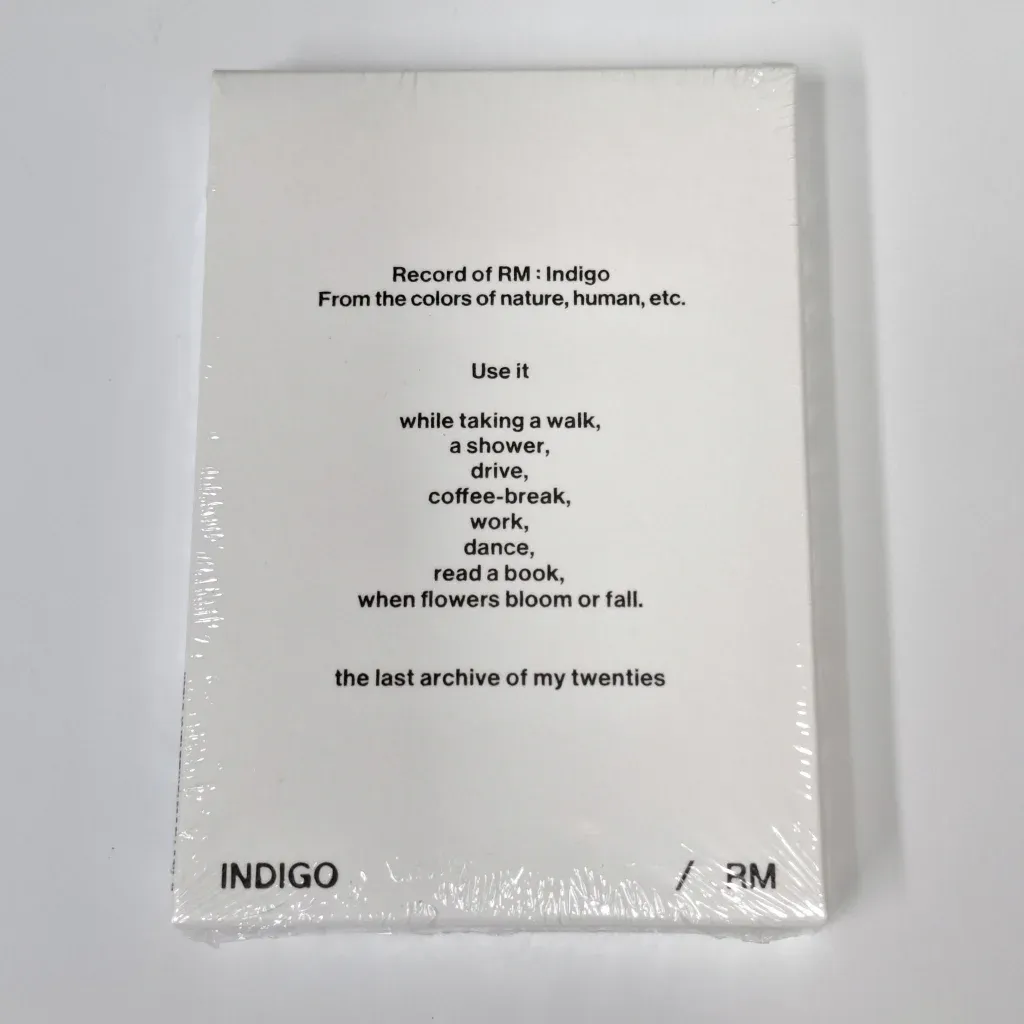 Record of RM : Indigo
From the colors of nature, human, etc.
Use it
while taking a walk,
a shower,
drive,
coffee-break,
work,
dance,
read a book,
when flowers bloom or fall.
the last archive of my twenties
INDIGO / RM